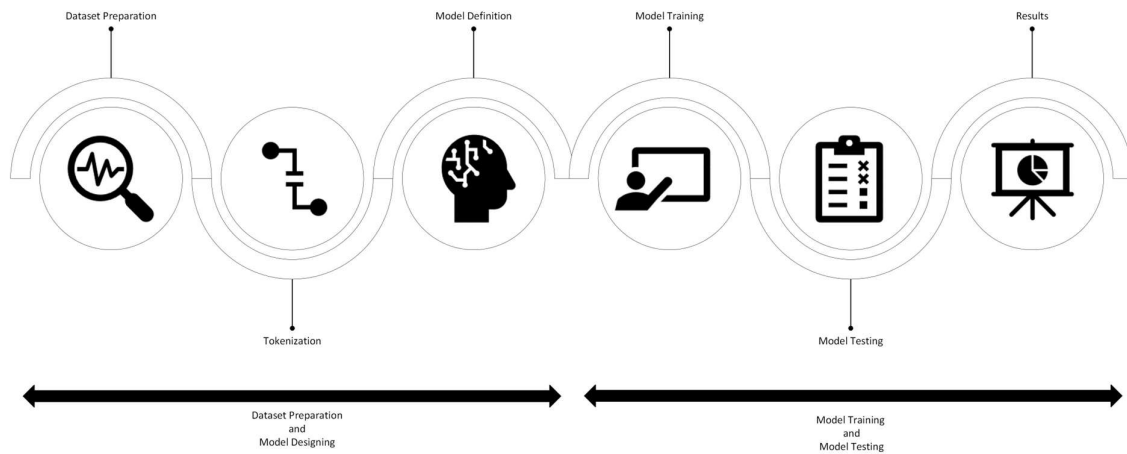 Dataset Preparation
Model Definition
Model Training
Results
Tokenization
Model Testing
Dataset Preparation
and
Model Designing
Model Training
and
Model Testing